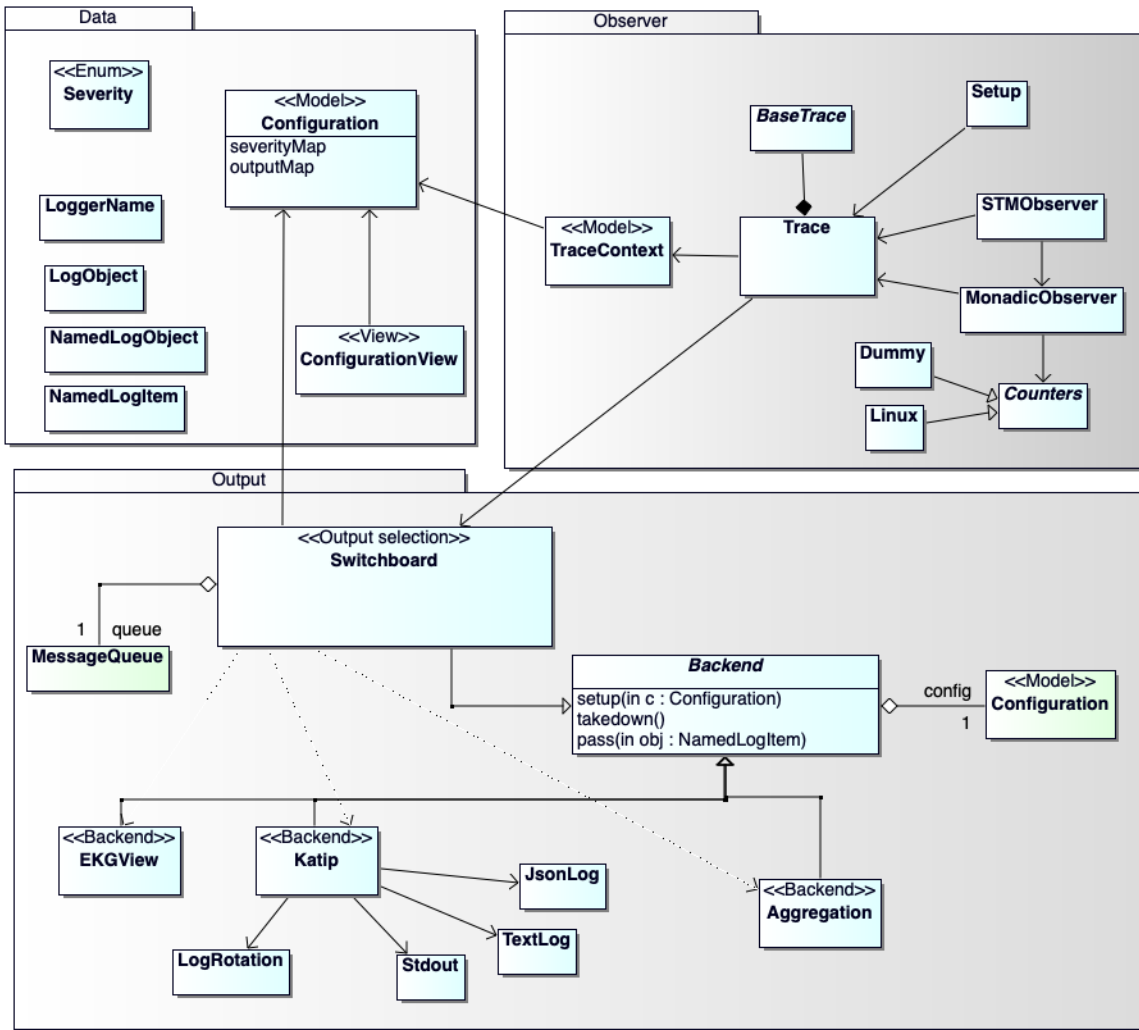 Data
<<Enum>>
Severity
<<Model>>
Configuration
severityMap
outputMap
LoggerName
LogObject
NamedLogObject
NamedLogItem
<<View>>
ConfigurationView
Observer
BaseTrace
Setup
<<Model>>
TraceContext
Trace
STMObserver
MonadicObserver
Dummy
Linux
Counters
Output
<<Output selection>>
Switchboard
1 queue
MessageQueue
Backend
setup(in c : Configuration)
takedown()
pass(in obj : NamedLogItem)
config
1
<<Model>>
Configuration
<<Backend>>
EKGView
<<Backend>>
Katip
JsonLog
TextLog
Stdout
LogRotation
<<Backend>>
Aggregation